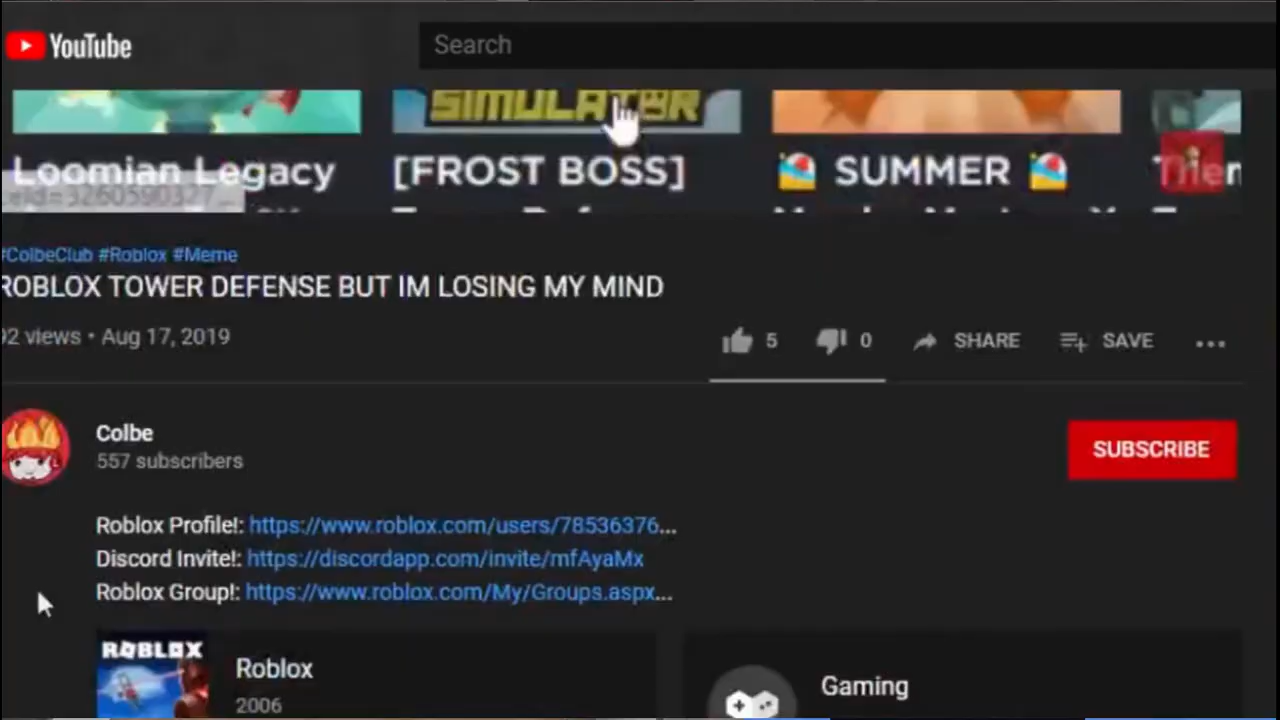 YouTube
Search
SIMULATOR
Loomian Legacy
[FROST BOSS]
SUMMER
#ColbeClub #Roblox #Meme
ROBLOX TOWER DEFENSE BUT IM LOSING MY MIND
92 views • Aug 17, 2019
5
0
SHARE
SAVE
Colbe
557 subscribers
SUBSCRIBE
Roblox Profile!: https://www.roblox.com/users/78536376...
Discord Invite!: https://discordapp.com/invite/mfAyaMx
Roblox Group!: https://www.roblox.com/My/Groups.aspx...
ROBLOX
Roblox
2006
Gaming